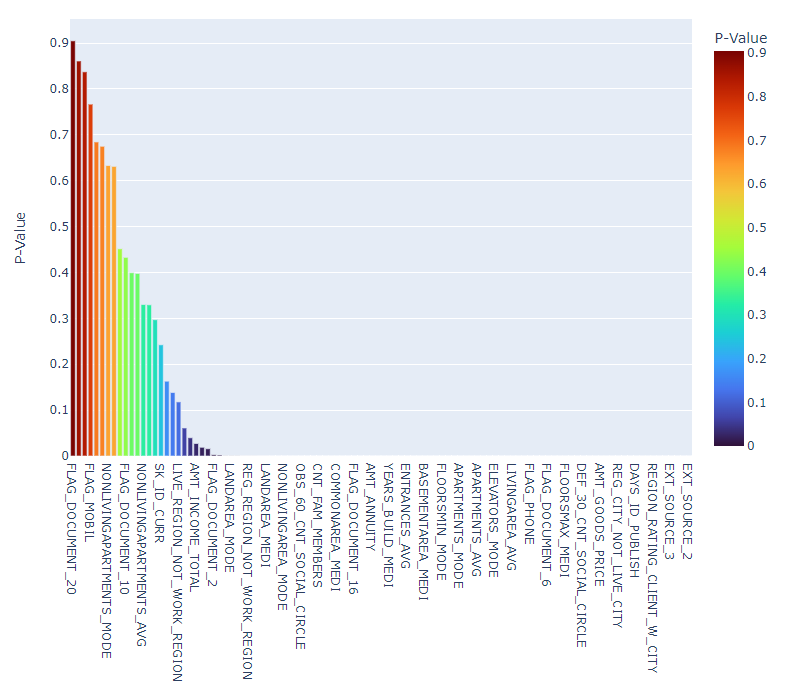 P-Value
0.9
0.8
0.7
0.6
0.5
0.4
0.3
0.2
0.1
0
P-Value
0.9
0.8
0.7
0.6
0.5
0.4
0.3
0.2
0.1
0
FLAG_DOCUMENT_20
FLAG_MOBIL
NONLIVINGAPARTMENTS_MODE
FLAG_DOCUMENT_10
NONLIVINGAPARTMENTS_AVG
SK_ID_CURR
LIVE_REGION_NOT_WORK_REGION
AMT_INCOME_TOTAL
FLAG_DOCUMENT_2
LANDAREA_MODE
REG_REGION_NOT_WORK_REGION
LANDAREA_MEDI
NONLIVINGAREA_MODE
OBS_60_CNT_SOCIAL_CIRCLE
CNT_FAM_MEMBERS
COMMONAREA_MEDI
FLAG_DOCUMENT_16
AMT_ANNUITY
YEARS_BUILD_MEDI
ENTRANCES_AVG
BASEMENTAREA_MEDI
FLOORSMIN_MODE
APARTMENTS_MODE
APARTMENTS_AVG
ELEVATORS_MODE
LIVINGAREA_AVG
FLAG_PHONE
FLAG_DOCUMENT_6
FLOORSMAX_MEDI
DEF_30_CNT_SOCIAL_CIRCLE
AMT_GOODS_PRICE
REG_CITY_NOT_LIVE_CITY
DAYS_ID_PUBLISH
REGION_RATING_CLIENT_W_CITY
EXT_SOURCE_3
EXT_SOURCE_2